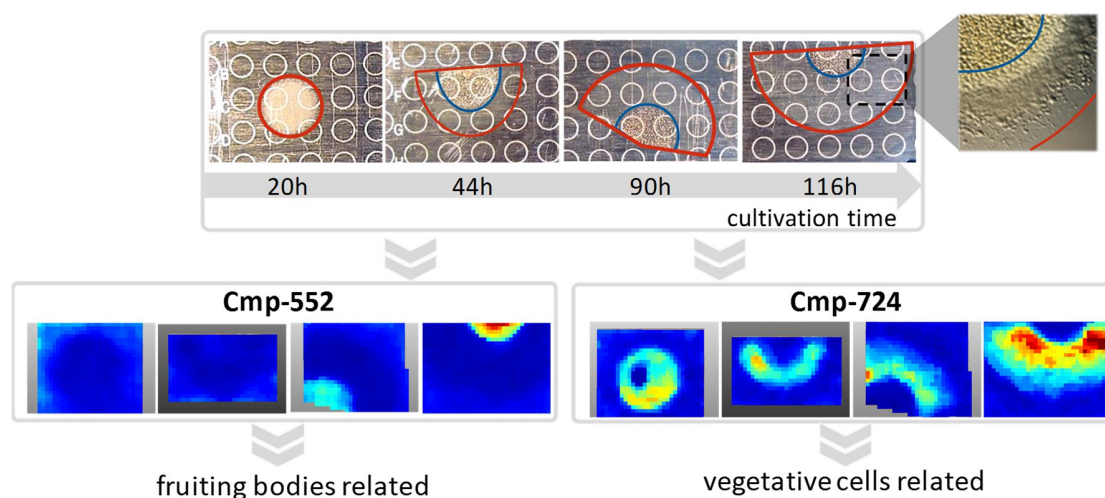 20h 44h 90h 116h
cultivation time
Cmp-552 Cmp-724
fruiting bodies related vegetative cells related